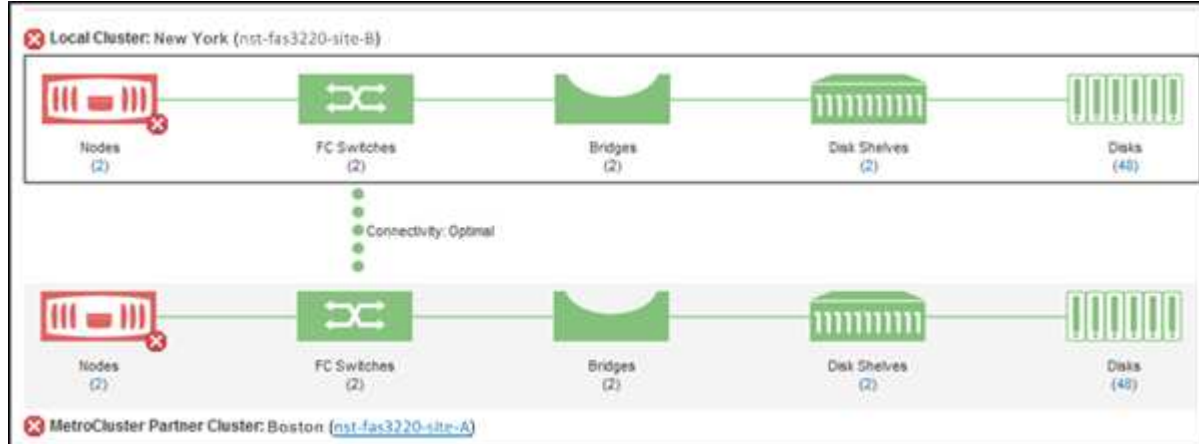 Local Cluster: New York (nst-fas3220-site-B)
Nodes FC Switches Bridges Disk Shelves Disks
(2) (2) (2) (2) (48)
Connectivity: Optimal
Nodes FC Switches Bridges Disk Shelves Disks
(2) (2) (2) (2) (48)
MetroCluster Partner Cluster: Boston (nst-fas3220-site-A)